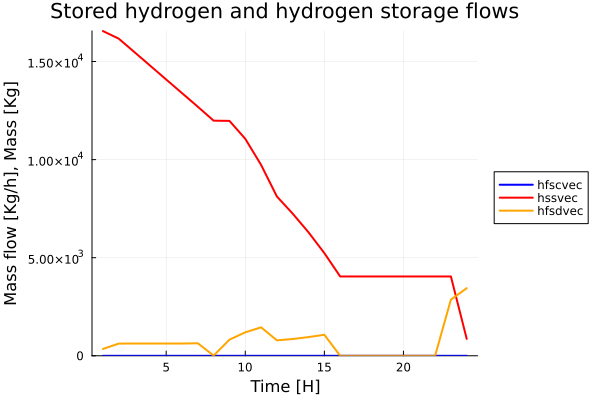 Stored hydrogen and hydrogen storage flows
Mass flow [Kg/h], Mass [Kg]
1.50×10⁴
1.00×10⁴
5.00×10³
0
5 10 15 20
Time [H]
hfscvec
hssvec
hfsdvec